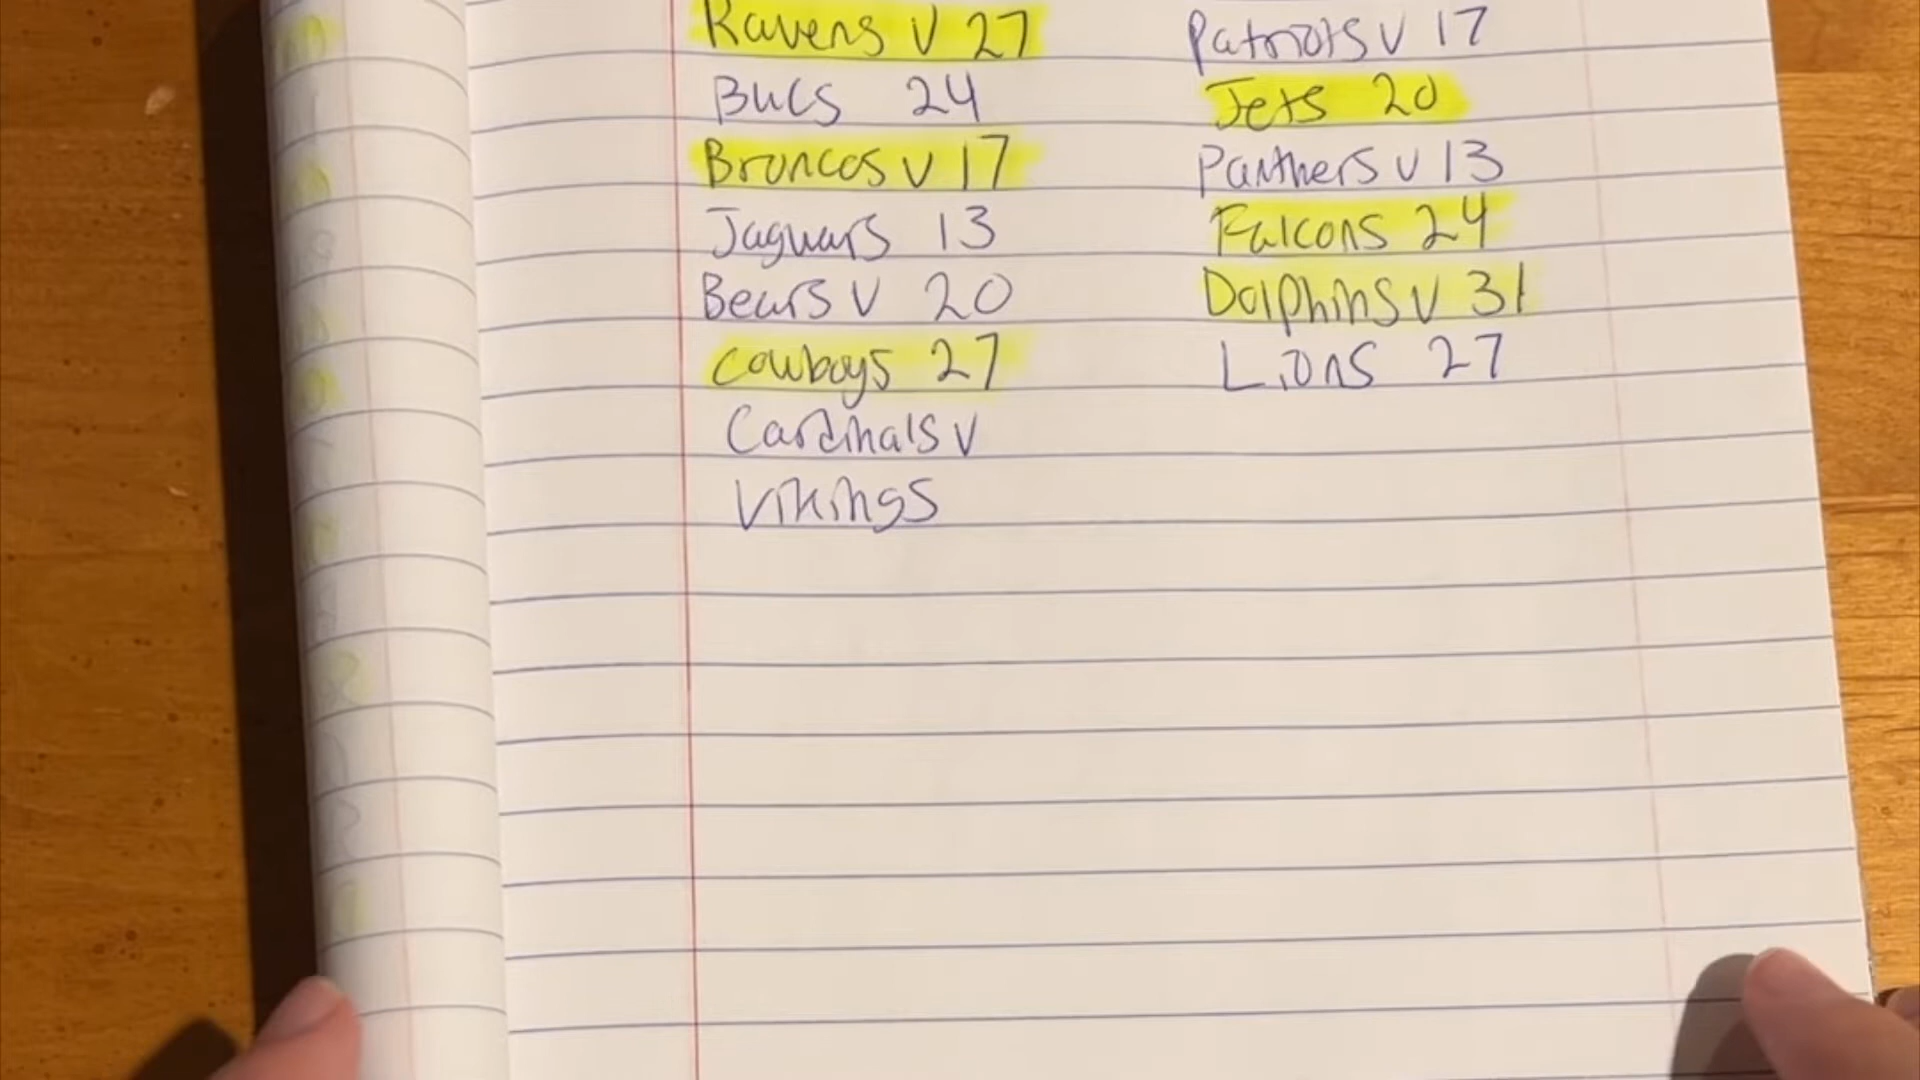 Ravens v 27
Bucs 24
Broncos v 17
Jaguars 13
Bears v 20
Cowboys 27
Cardinals v
Vikings
Patriots v 17
Jets 20
Panthers v 13
Falcons 24
Dolphins v 31
Lions 27